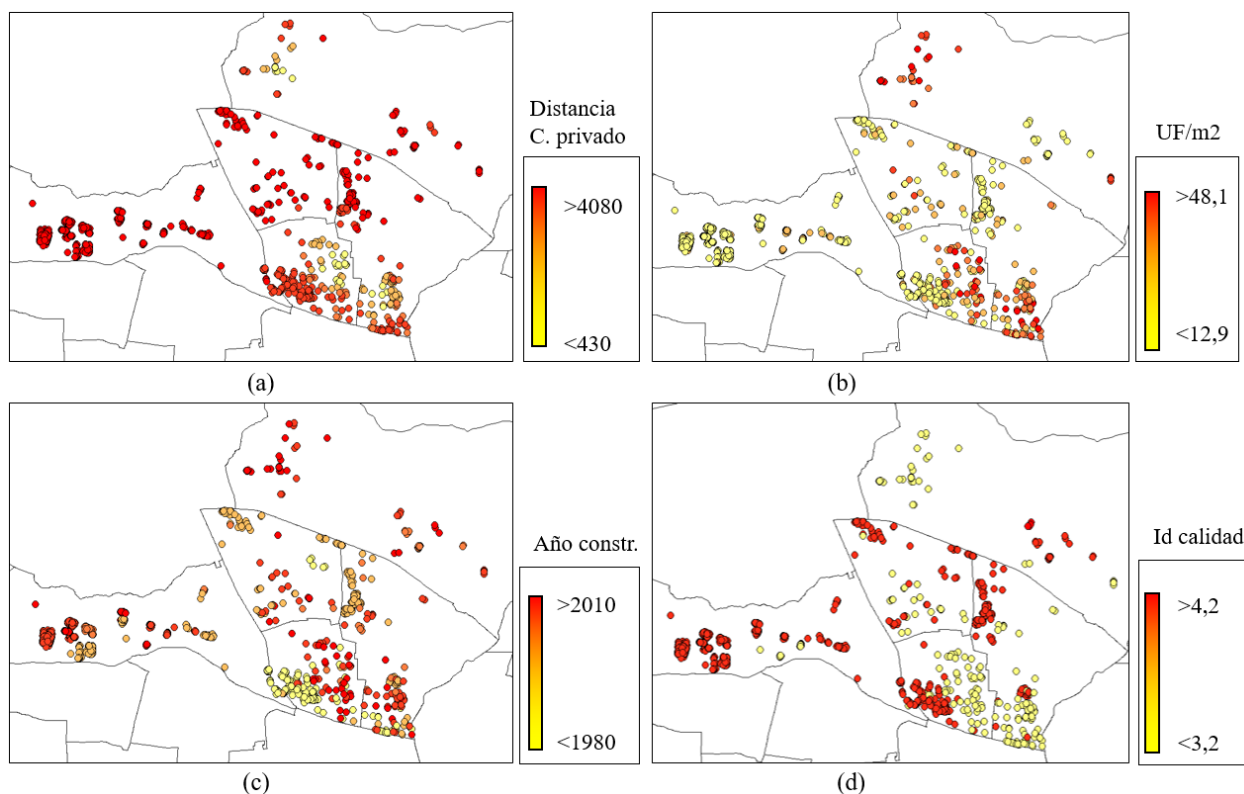 Distancia
C. privado
>4080
<430
(a)
UF/m2
>48,1
<12,9
(b)
Año constr.
>2010
<1980
(c)
Id calidad
>4,2
<3,2
(d)